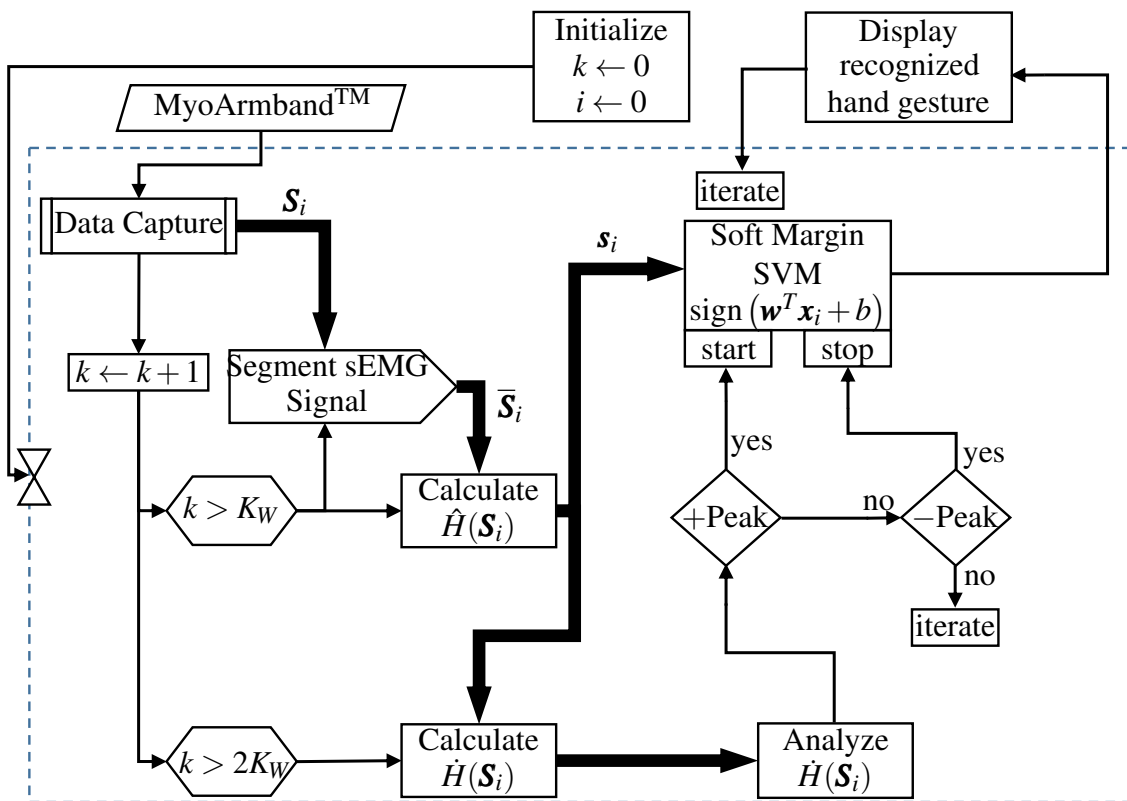 Initialize
k ← 0
i ← 0
Display
recognized
hand gesture
MyoArmband™
iterate
Data Capture
S_i
s_i
Soft Margin
SVM
sign (w^T x_i + b)
start
stop
k ← k + 1
Segment sEMG
Signal
S̅_i
yes
yes
k > K_W
Calculate
Ĥ(S_i)
+Peak
no
−Peak
no
iterate
k > 2K_W
Calculate
Ḣ(S_i)
Analyze
Ḣ(S_i)